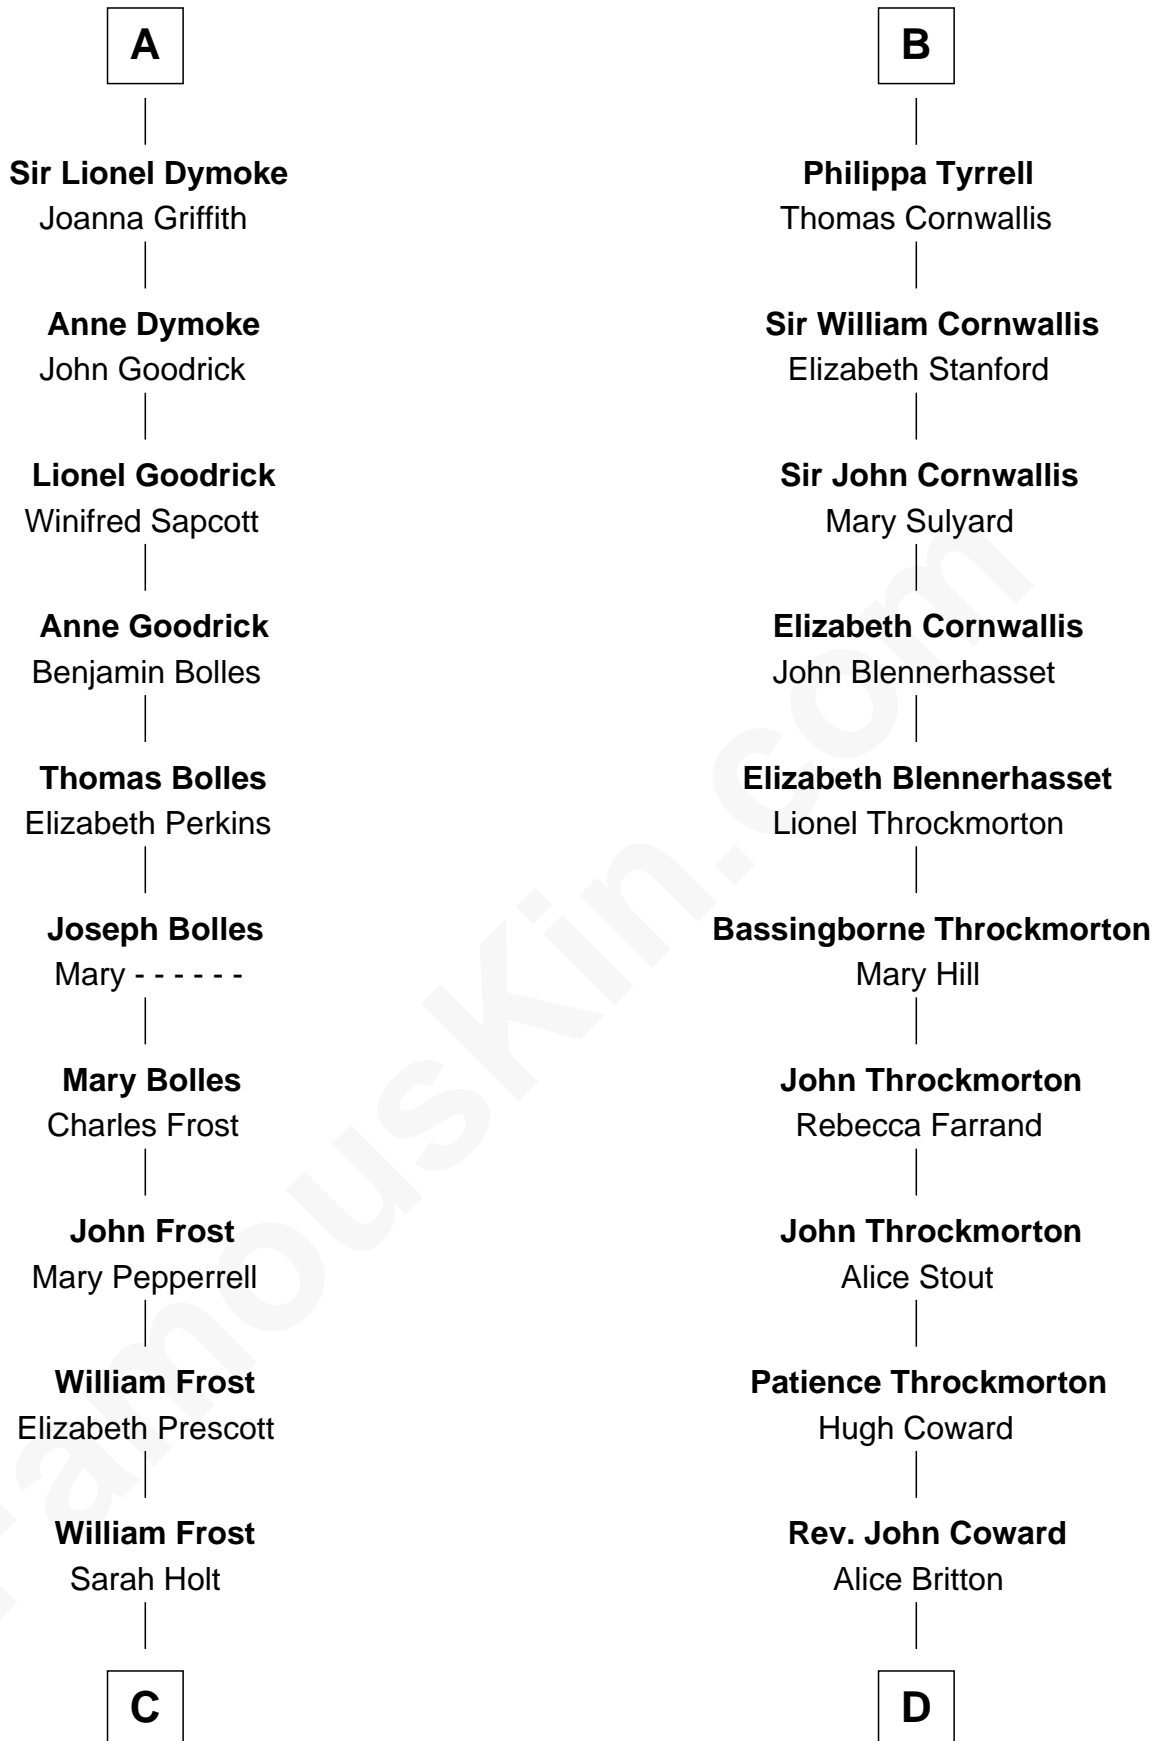 A
Sir Lionel Dymoke
Joanna Griffith
Anne Dymoke
John Goodrick
Lionel Goodrick
Winifred Sapcott
Anne Goodrick
Benjamin Bolles
Thomas Bolles
Elizabeth Perkins
Joseph Bolles
Mary - - - - - -
Mary Bolles
Charles Frost
John Frost
Mary Pepperrell
William Frost
Elizabeth Prescott
William Frost
Sarah Holt
C
B
Philippa Tyrrell
Thomas Cornwallis
Sir William Cornwallis
Elizabeth Stanford
Sir John Cornwallis
Mary Sulyard
Elizabeth Cornwallis
John Blennerhasset
Elizabeth Blennerhasset
Lionel Throckmorton
Bassingborne Throckmorton
Mary Hill
John Throckmorton
Rebecca Farrand
John Throckmorton
Alice Stout
Patience Throckmorton
Hugh Coward
Rev. John Coward
Alice Britton
D
FamousKin.com